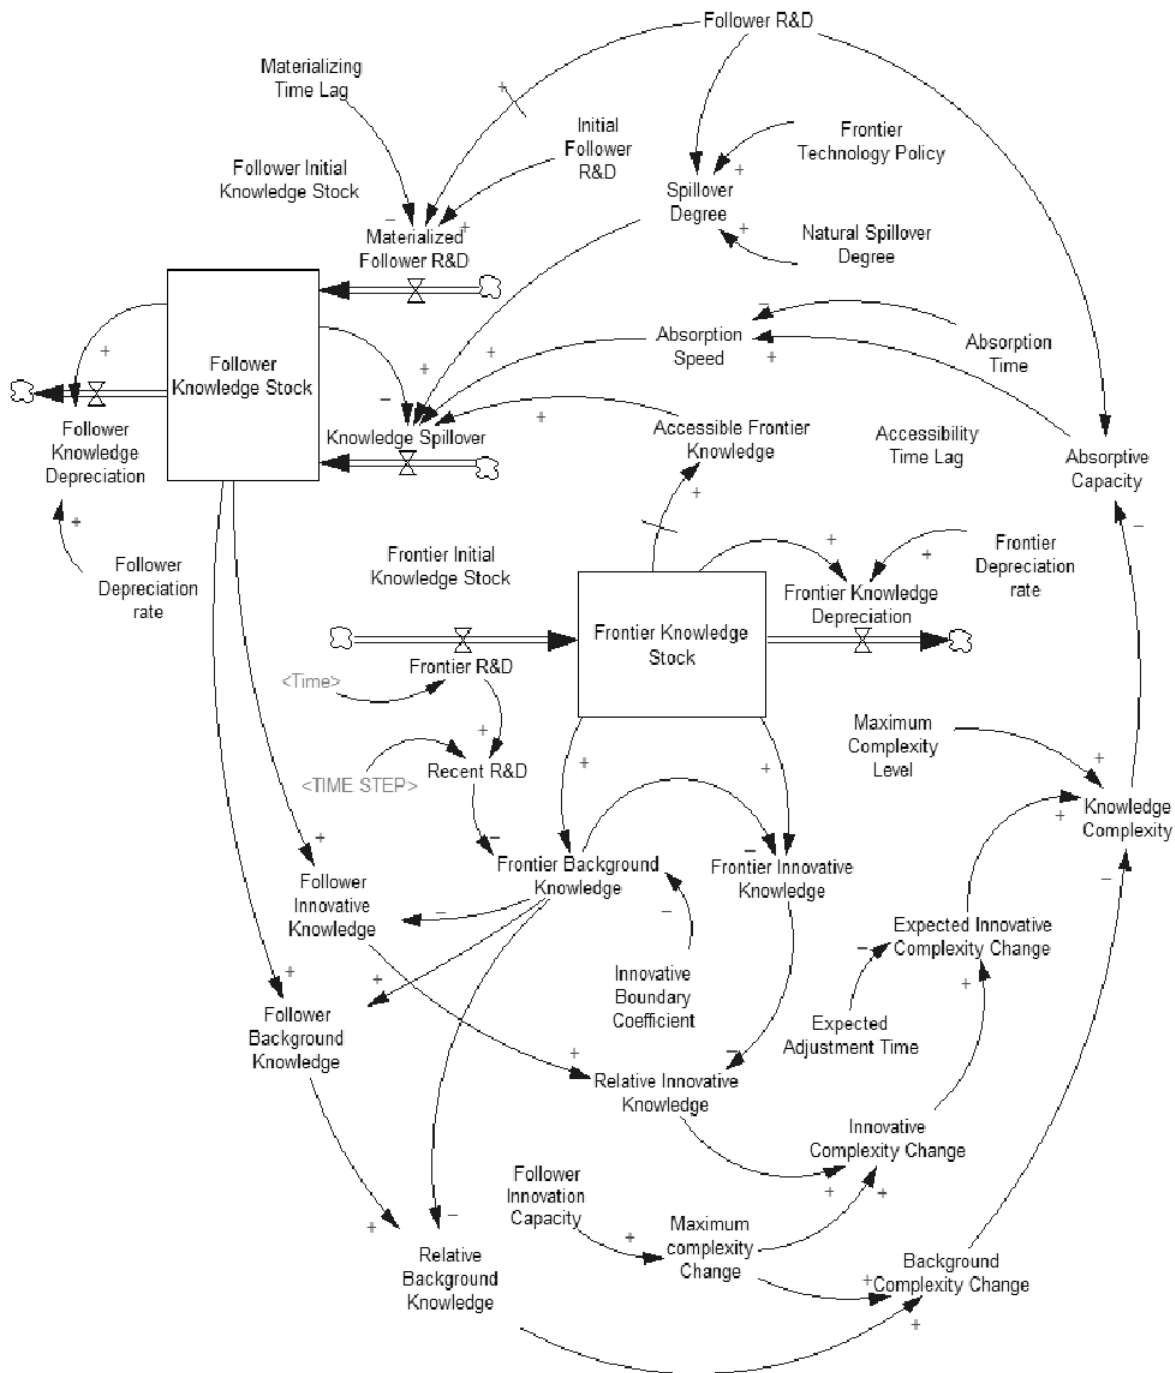 Follower R&D
Materializing
Time Lag
Initial
Follower
R&D
Frontier
Technology Policy
Follower Initial
Knowledge Stock
Spillover
Degree
Natural Spillover
Degree
Materialized
Follower R&D
Absorption
Speed
Absorption
Time
Follower
Knowledge Stock
Follower
Knowledge
Depreciation
Knowledge Spillover
Accessible Frontier
Knowledge
Accessibility
Time Lag
Absorptive
Capacity
Follower
Depreciation
rate
Frontier Initial
Knowledge Stock
Frontier Knowledge
Depreciation
Frontier
Depreciation
rate
Frontier Knowledge
Stock
Frontier R&D
<Time>
Recent R&D
<TIME STEP>
Maximum
Complexity
Level
Knowledge
Complexity
Frontier Background
Knowledge
Frontier Innovative
Knowledge
Follower
Innovative
Knowledge
Expected Innovative
Complexity Change
Innovative
Boundary
Coefficient
Follower
Background
Knowledge
Expected
Adjustment Time
Relative Innovative
Knowledge
Innovative
Complexity Change
Follower
Innovation
Capacity
Maximum
complexity
Change
Relative
Background
Knowledge
Background
Complexity Change